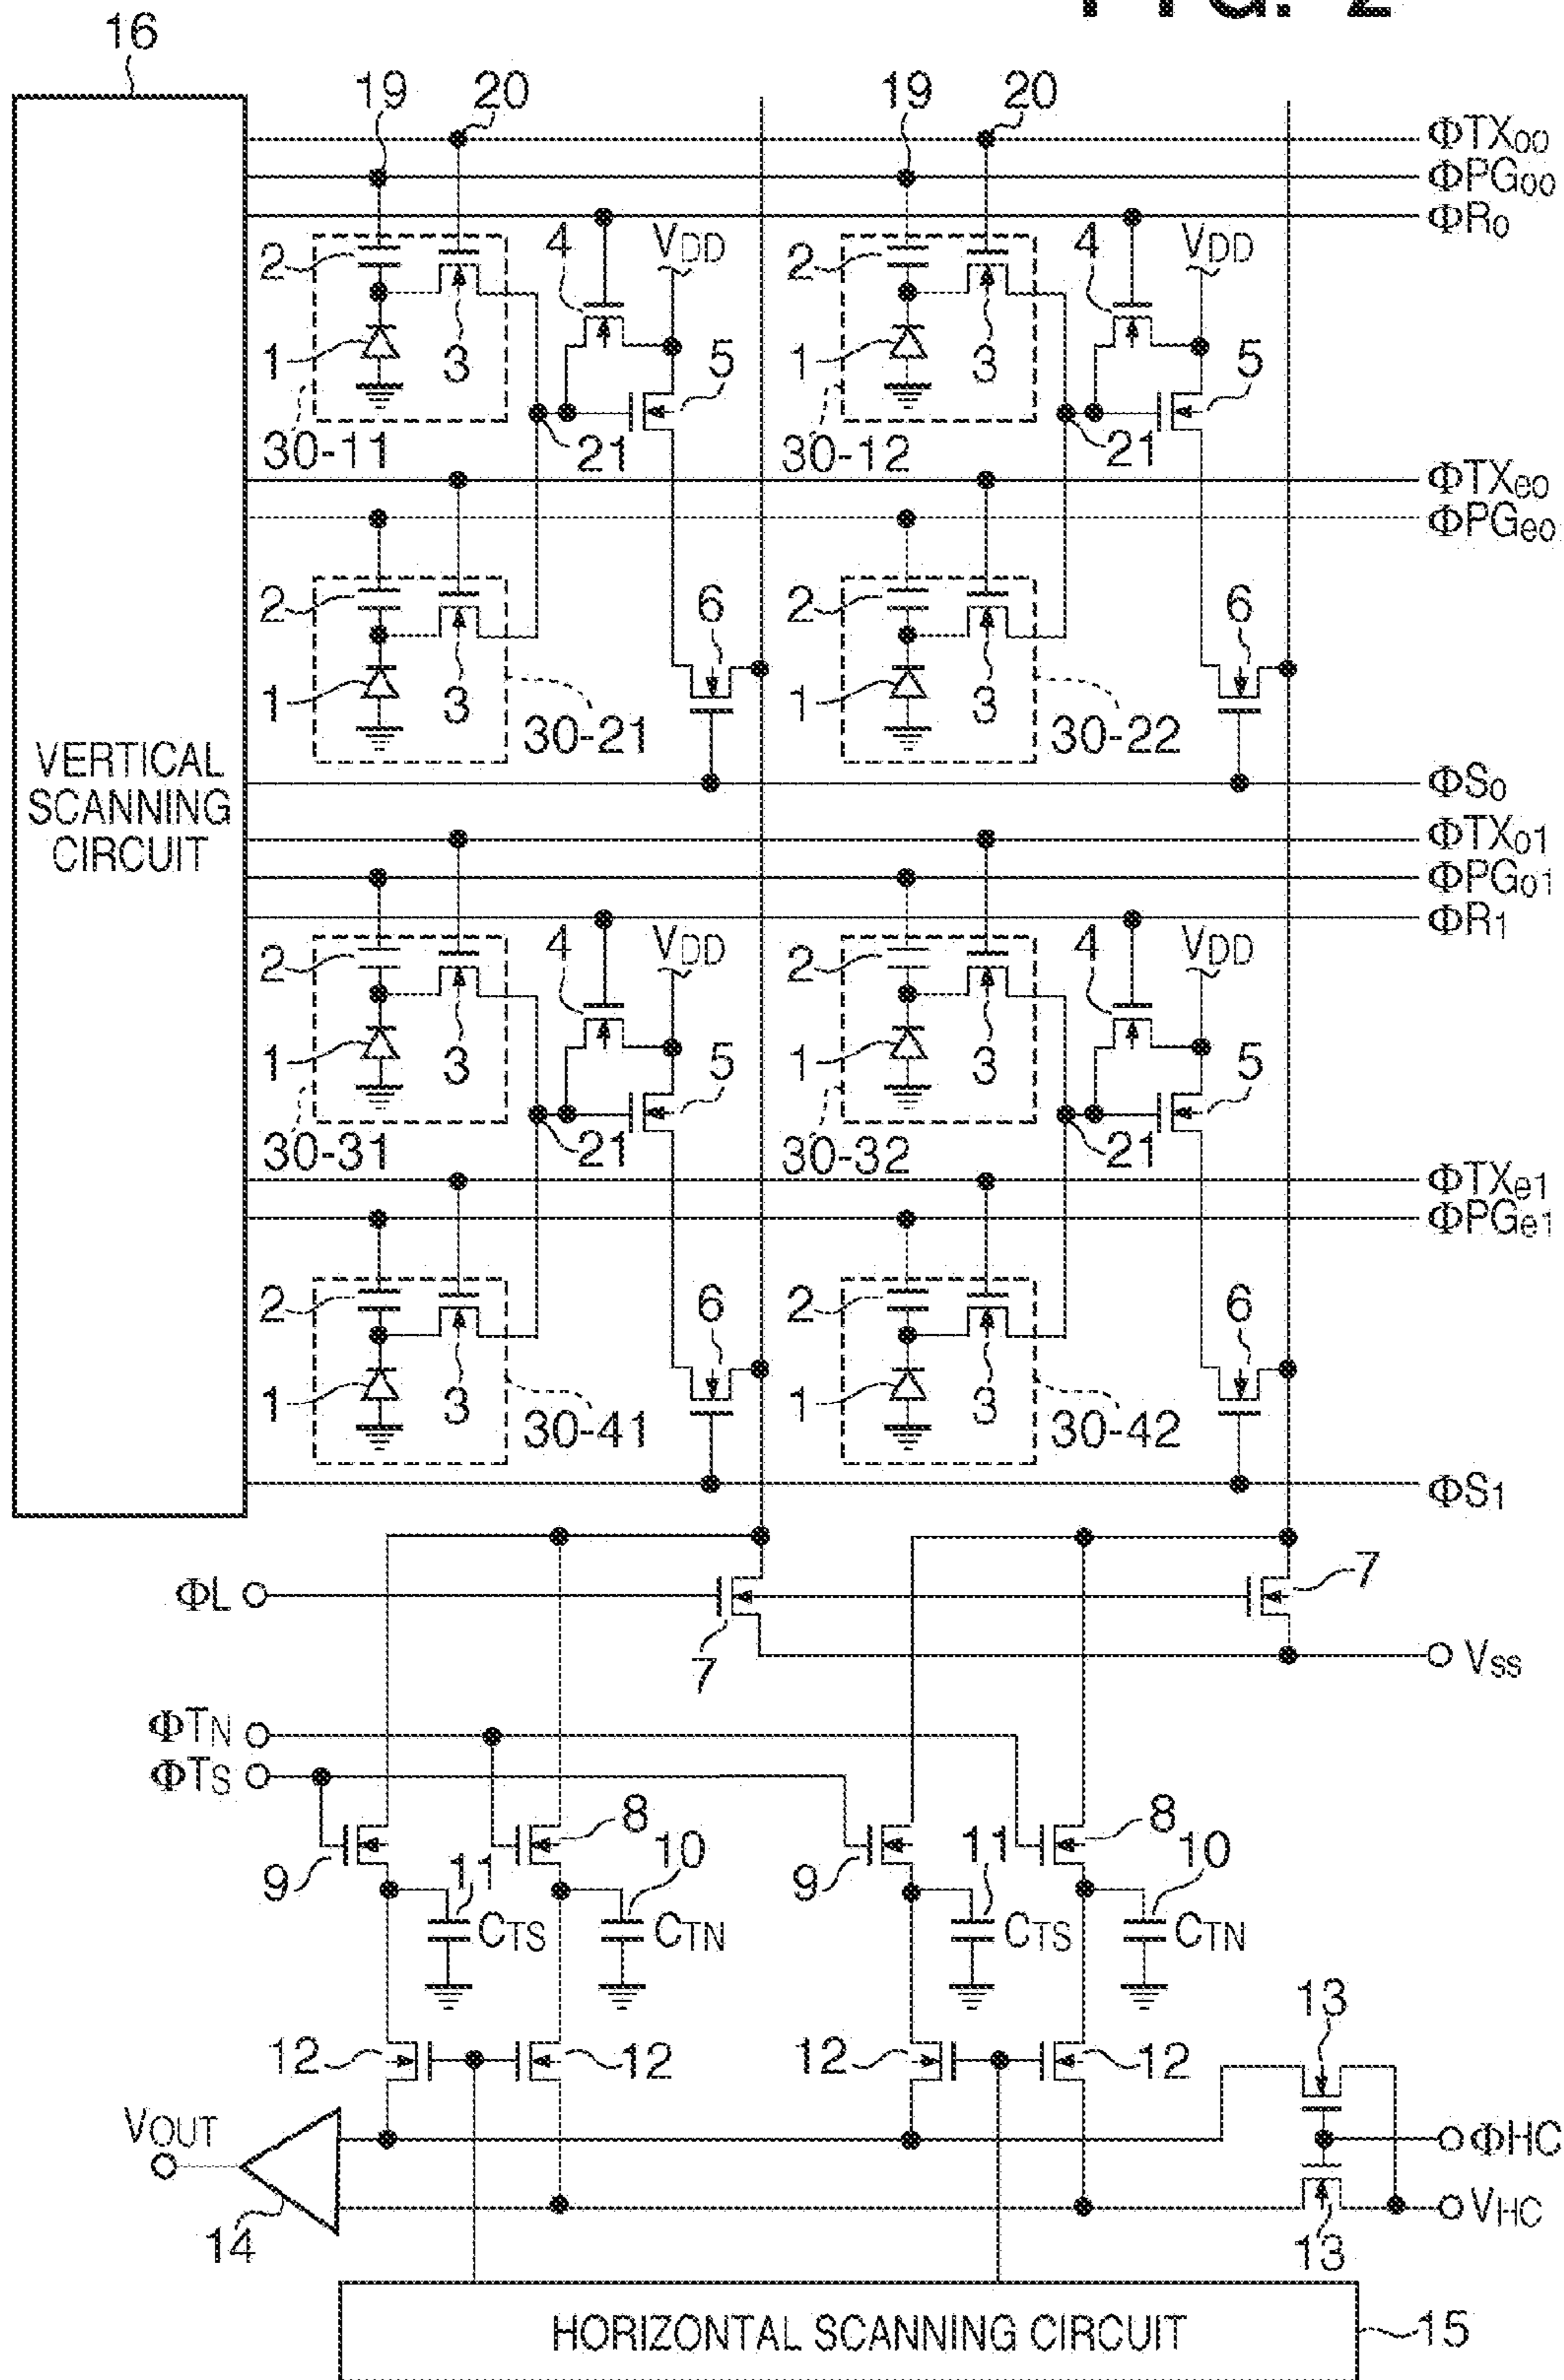 FIG. 2
16
19 20 19 20
ΦTX00
ΦPG00
ΦR0
2 4 VDD 2 4 VDD
1 3 5 1 3 5
30-11 21 30-12 21
ΦTXe0
ΦPGe0
2 6 2 6
1 3 1 3
30-21 30-22
VERTICAL
SCANNING
CIRCUIT
ΦS0
ΦTXo1
ΦPGo1
ΦR1
2 4 VDD 2 4 VDD
1 3 5 1 3 5
30-31 21 30-32 21
ΦTXe1
ΦPGe1
2 6 2 6
1 3 1 3
30-41 30-42
ΦS1
ΦL 7
7 VSS
ΦTN
ΦTS
8 8
9 11 10 9 11 10
CTS CTN CTS CTN
13
12 12 12 12
VOUT
ΦHC
VHC
14 13
HORIZONTAL SCANNING CIRCUIT 15